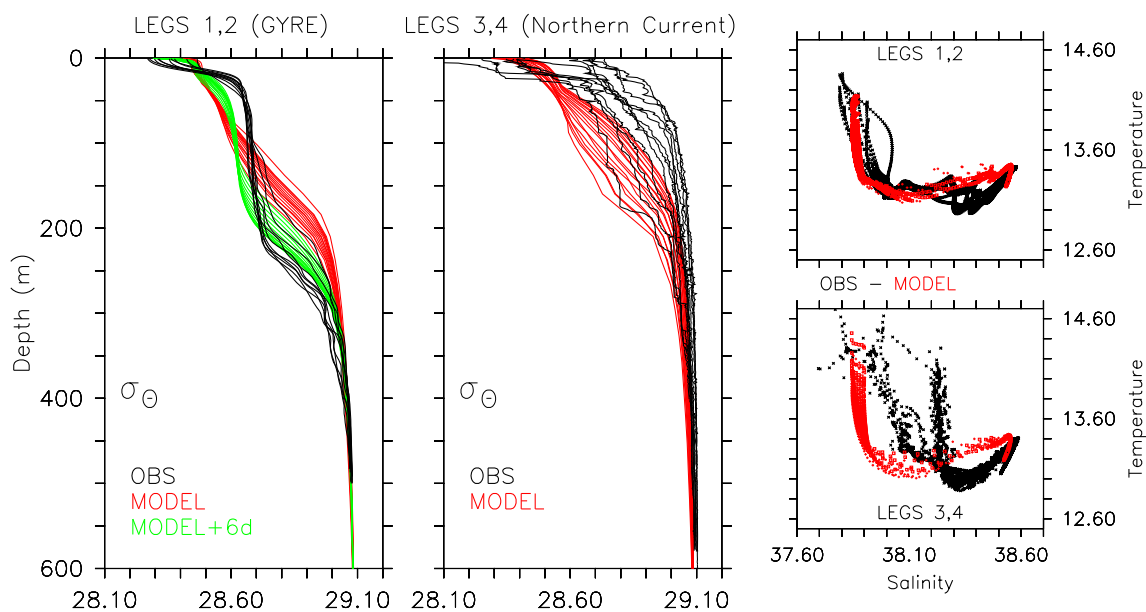 LEGS 1,2 (GYRE)
LEGS 3,4 (Northern Current)
0
200
400
600
Depth (m)
σΘ
OBS
MODEL
MODEL+6d
28.10
28.60
29.10
σΘ
OBS
MODEL
28.10
28.60
29.10
LEGS 1,2
14.60
13.60
12.60
Temperature
OBS – MODEL
14.60
13.60
12.60
Temperature
LEGS 3,4
37.60
38.10
38.60
Salinity